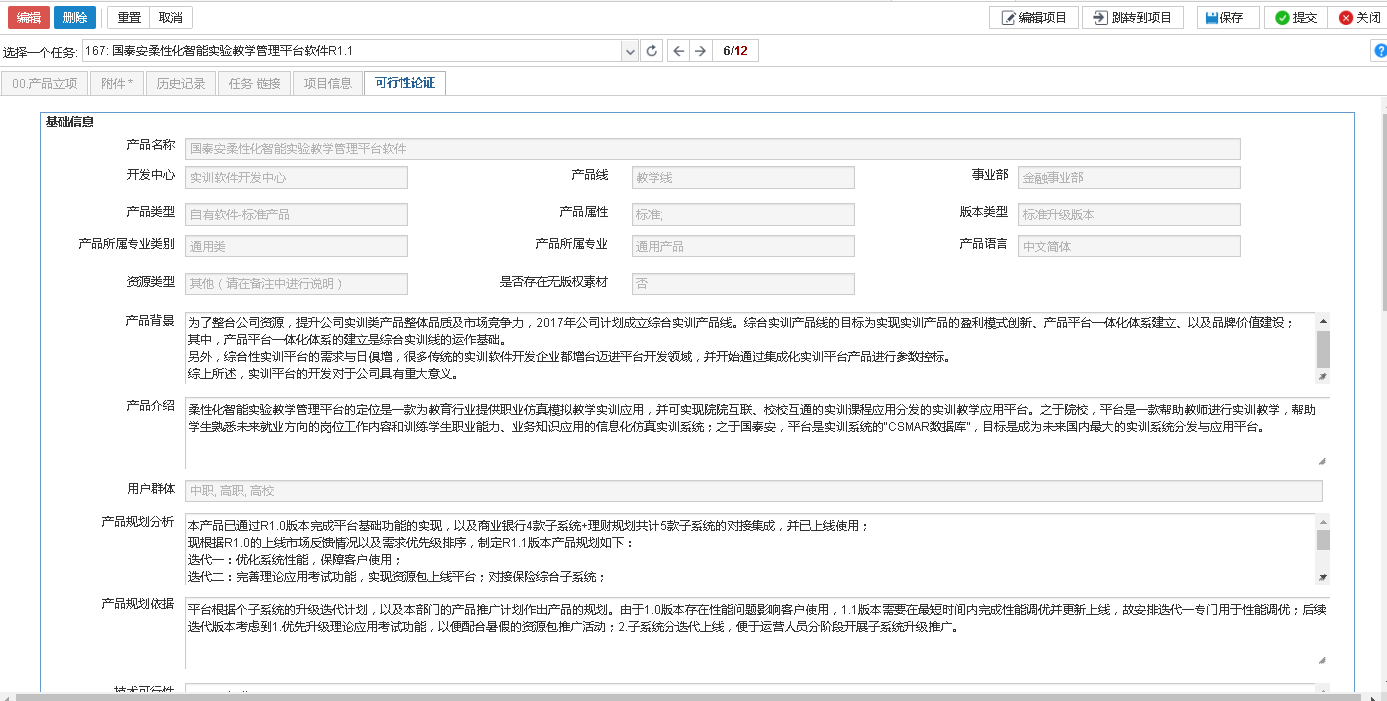 编辑 删除 重置 取消 编辑项目 跳转到项目 保存 提交 关闭
选择一个任务: 167: 国泰安柔性化智能实验教学管理平台软件R1.1 6/12
00.产品立项 附件* 历史记录 任务 链接 项目信息 可行性论证
基础信息
产品名称 国泰安柔性化智能实验教学管理平台软件
开发中心 实训软件开发中心 产品线 教学线 事业部 金融事业部
产品类型 自有软件-标准产品 产品属性 标准; 版本类型 标准升级版本
产品所属专业类别 通用类 产品所属专业 通用产品 产品语言 中文简体
资源类型 其他（请在备注中进行说明） 是否存在无版权素材 否
产品背景 为了整合公司资源，提升公司实训类产品整体品质及市场竞争力，2017年公司计划成立综合实训产品线。综合实训产品线的目标为实现实训产品的盈利模式创新、产品平台一体化体系建立、以及品牌价值建设；
其中，产品平台一体化体系的建立是综合实训线的运作基础。
另外，综合性实训平台的需求与日俱增，很多传统的实训软件开发企业都增台迈进平台开发领域，并开始通过集成化实训平台产品进行参数控标。
综上所述，实训平台的开发对于公司具有重大意义。
产品介绍 柔性化智能实验教学管理平台的定位是一款为教育行业提供职业仿真模拟教学实训应用，并可实现院院互联、校校互通的实训课程应用分发的实训教学应用平台。之于院校，平台是一款帮助教师进行实训教学，帮助
学生熟悉未来就业方向的岗位工作内容和训练学生职业能力、业务知识应用的信息化仿真实训系统；之于国泰安，平台是实训系统的"CSMAR数据库"，目标是成为未来国内最大的实训系统分发与应用平台。
用户群体 中职, 高职, 高校
产品规划分析 本产品已通过R1.0版本完成平台基础功能的实现，以及商业银行4款子系统+理财规划共计5款子系统的对接集成，并已上线使用；
现根据R1.0的上线市场反馈情况以及需求优先级排序，制定R1.1版本产品规划如下：
迭代一：优化系统性能，保障客户使用；
迭代二：完善理论应用考试功能，实现资源包上线平台；对接保险综合子系统；
产品规划依据 平台根据个子系统的升级迭代计划，以及本部门的产品推广计划作出产品的规划。由于1.0版本存在性能问题影响客户使用，1.1版本需要在最短时间内完成性能调优并更新上线，故安排迭代一专门用于性能调优；后续
迭代版本考虑到1.优先升级理论应用考试功能，以便配合暑假的资源包推广活动；2.子系统分迭代上线，便于运营人员分阶段开展子系统升级推广。
技术可行性